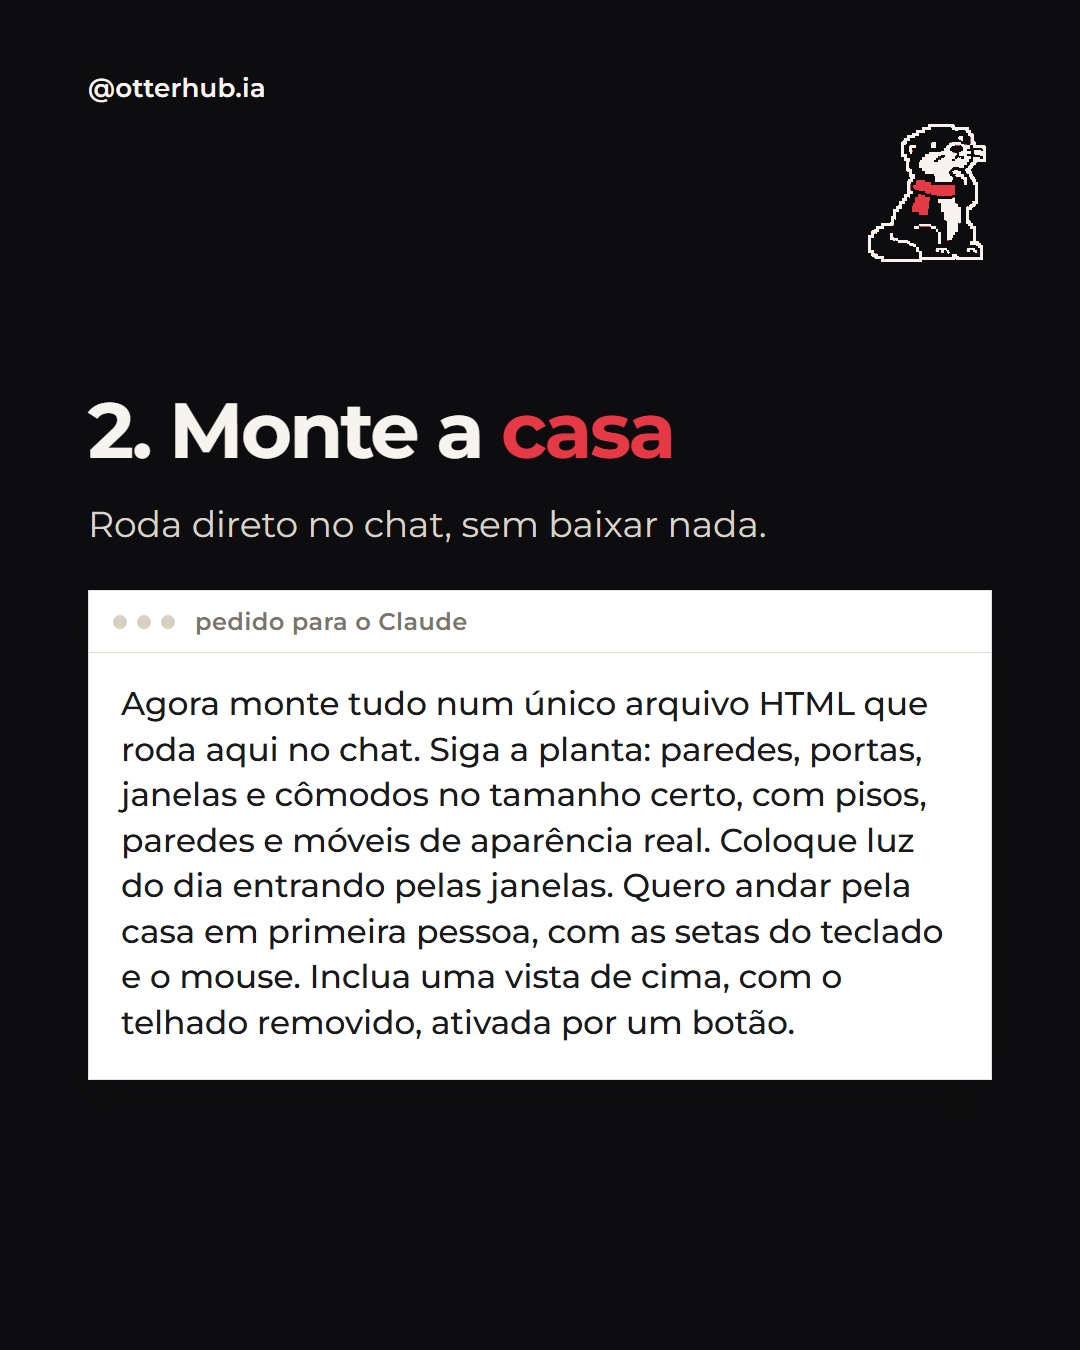 @otterhub.ia
2. Monte a casa
Roda direto no chat, sem baixar nada.
pedido para o Claude
Agora monte tudo num único arquivo HTML que
roda aqui no chat. Siga a planta: paredes, portas,
janelas e cômodos no tamanho certo, com pisos,
paredes e móveis de aparência real. Coloque luz
do dia entrando pelas janelas. Quero andar pela
casa em primeira pessoa, com as setas do teclado
e o mouse. Inclua uma vista de cima, com o
telhado removido, ativada por um botão.